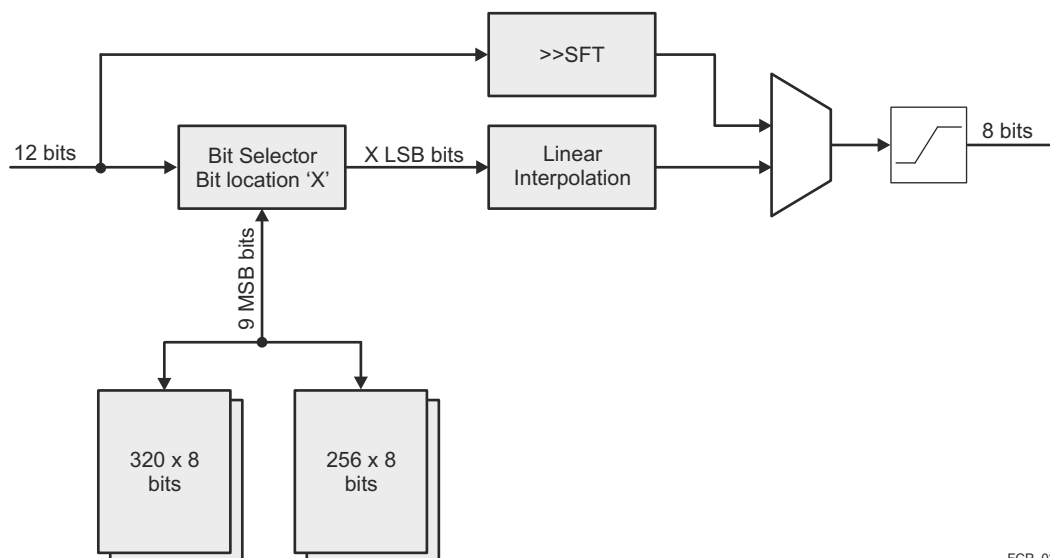 >>SFT
12 bits
Bit Selector
Bit location ‘X’
X LSB bits
Linear
Interpolation
8 bits
9 MSB bits
320 x 8
bits
256 x 8
bits